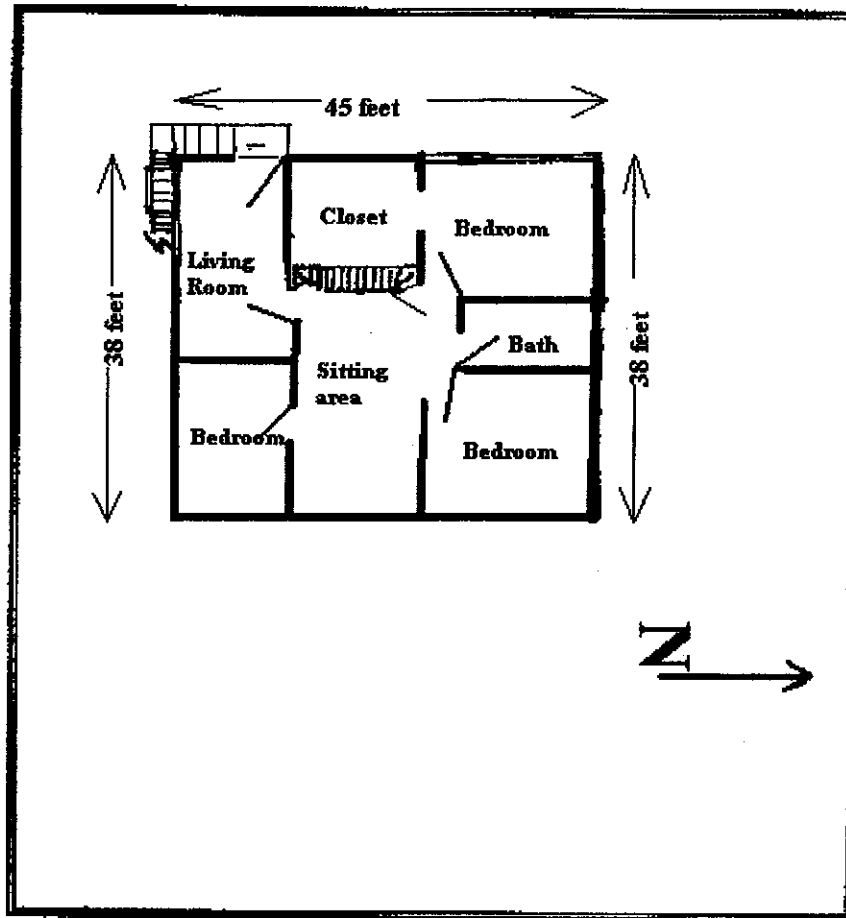 45 feet
Closet
Bedroom
Living
Room
38 feet
38 feet
Bath
Sitting
area
Bedroom
Bedroom
N